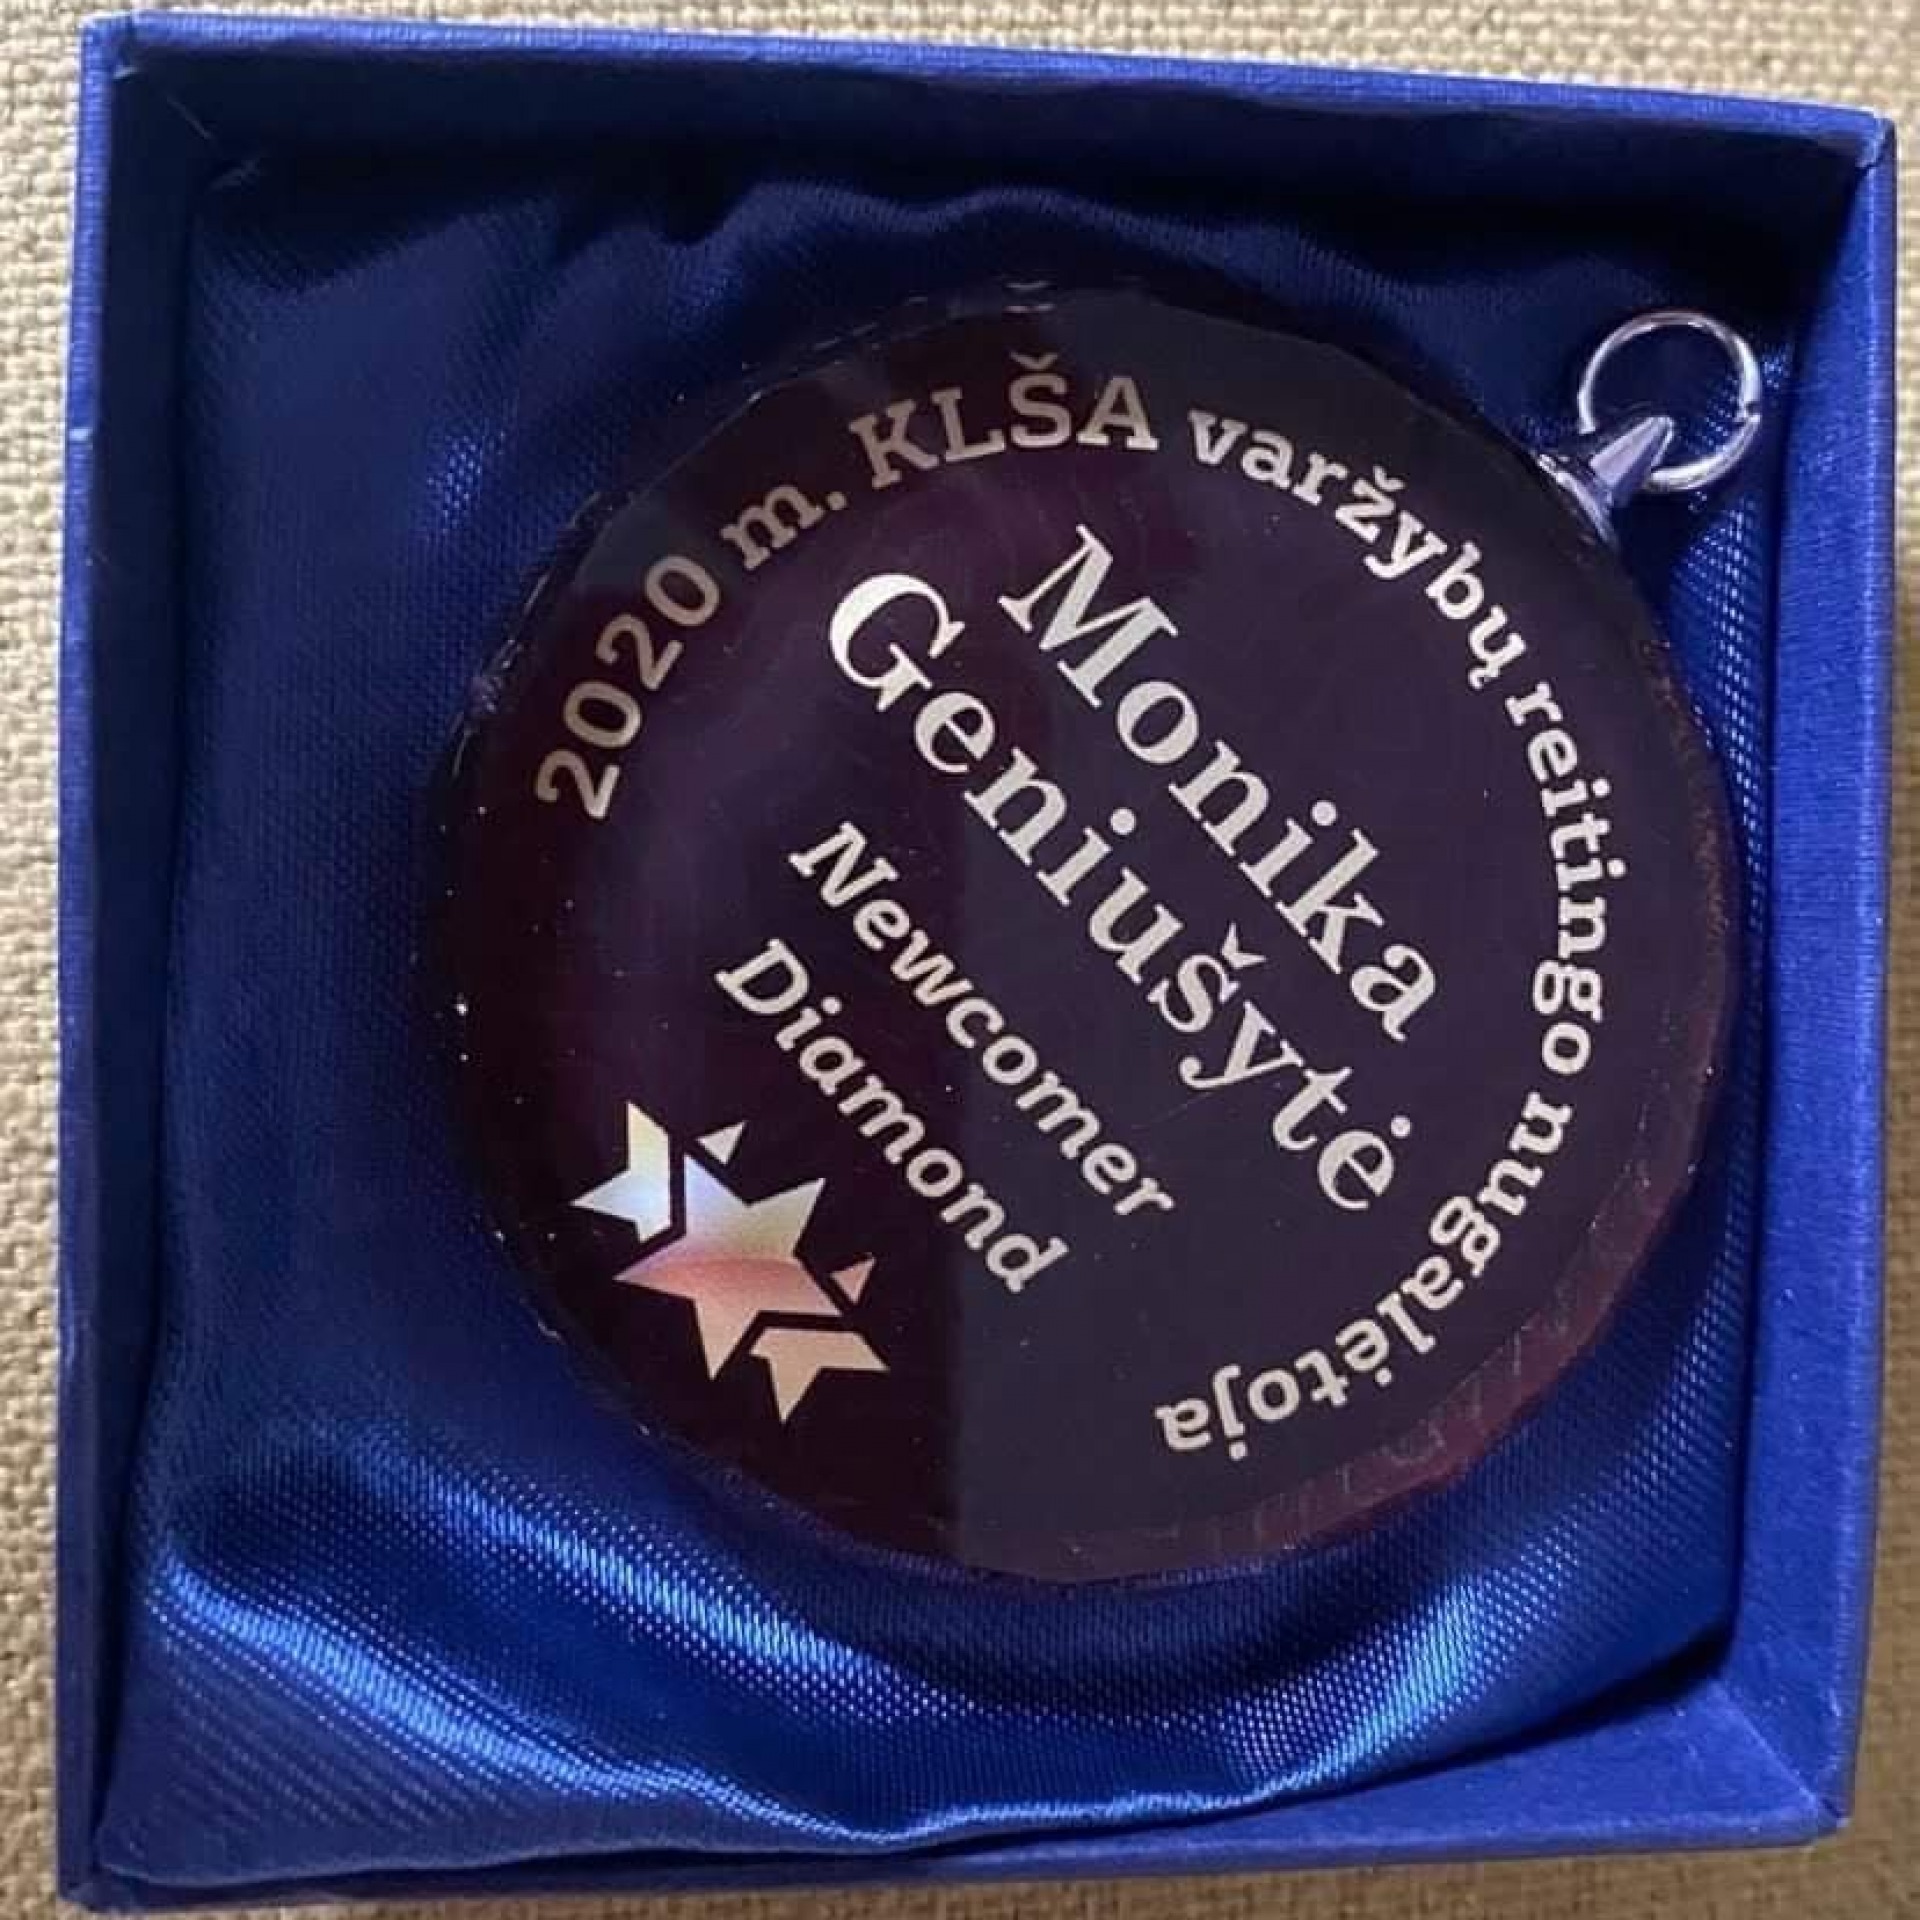 2020 m. KLŠA varžybų reitingo nugalėtoja
Monika
Geniušytė
Newcomer
Diamond